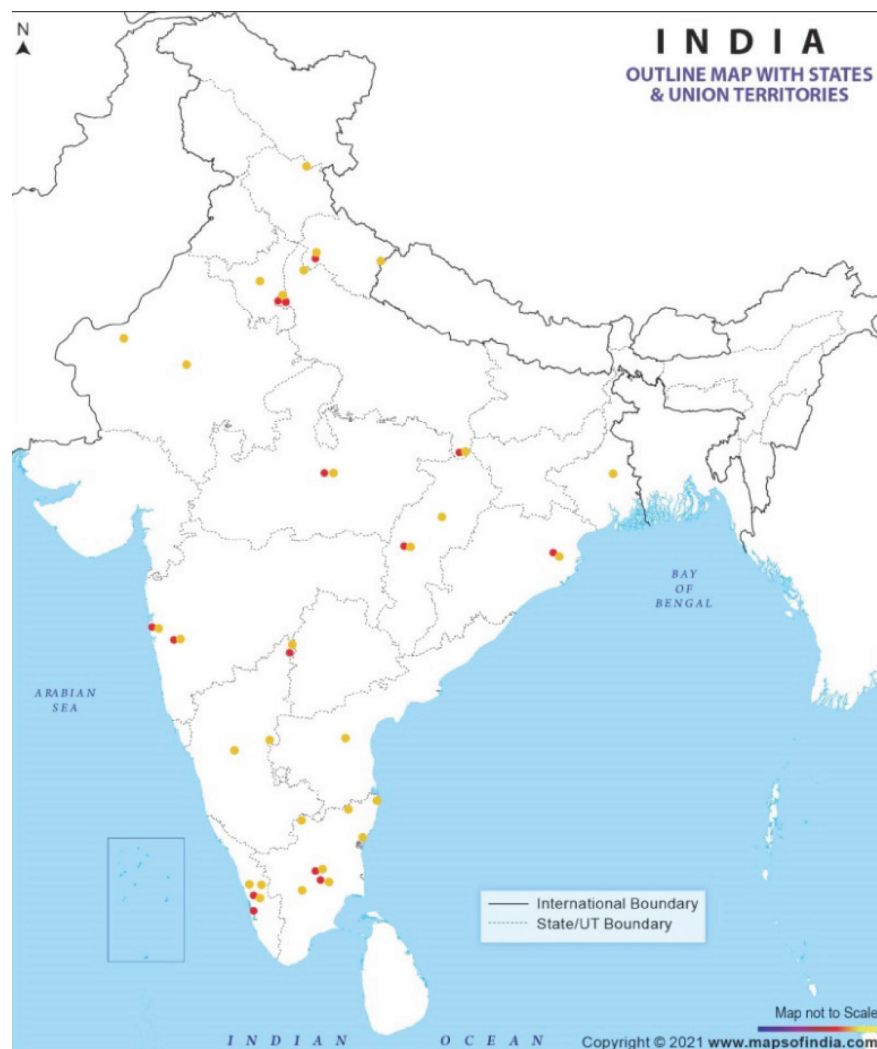 N
INDIA
OUTLINE MAP WITH STATES
& UNION TERRITORIES
BAY
OF
BENGAL
ARABIAN
SEA
International Boundary
State/UT Boundary
Map not to Scale
INDIAN OCEAN
Copyright © 2021 www.mapsofindia.com